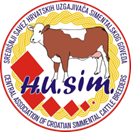 SREDIŠNJI SAVEZ HRVATSKIH UZGAJIVAČA SIMENTALSKOG GOVEDA
H.U.sim.
CENTRAL ASSOCIATION OF CROATIAN SIMMENTAL CATTLE BREEDERS